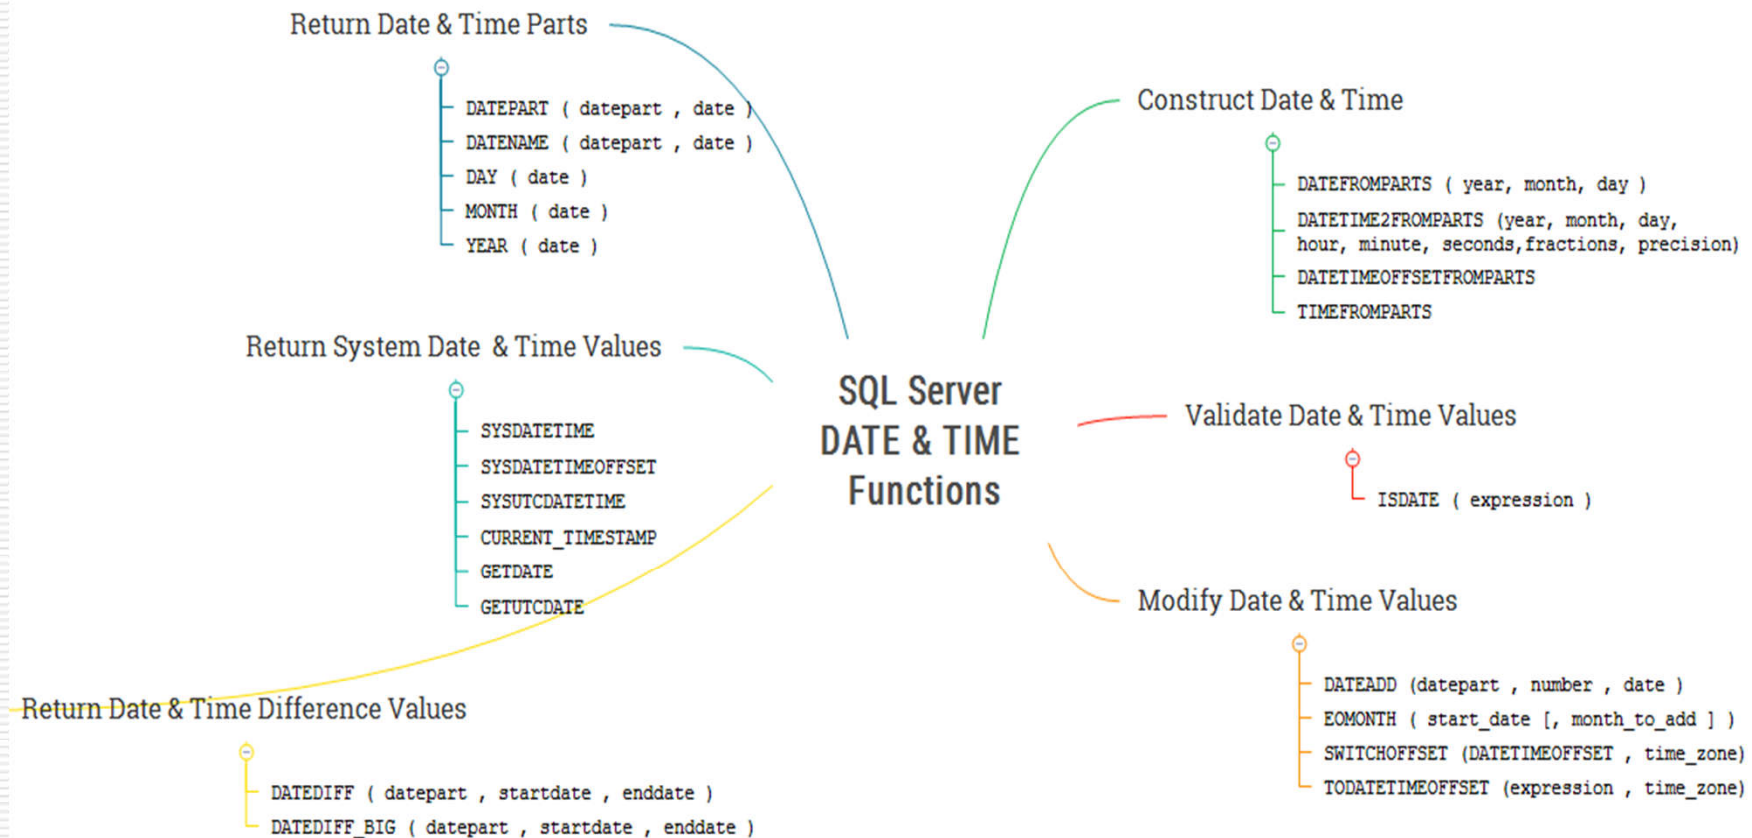 Return Date & Time Parts
DATEPART ( datepart , date )
DATENAME ( datepart , date )
DAY ( date )
MONTH ( date )
YEAR ( date )
Return System Date & Time Values
SYSDATETIME
SYSDATETIMEOFFSET
SYSUTCDATETIME
CURRENT_TIMESTAMP
GETDATE
GETUTCDATE
Return Date & Time Difference Values
DATEDIFF ( datepart , startdate , enddate )
DATEDIFF_BIG ( datepart , startdate , enddate )
SQL Server
DATE & TIME
Functions
Construct Date & Time
DATEFROMPARTS ( year, month, day )
DATETIME2FROMPARTS (year, month, day,
hour, minute, seconds,fractions, precision)
DATETIMEOFFSETFROMPARTS
TIMEFROMPARTS
Validate Date & Time Values
ISDATE ( expression )
Modify Date & Time Values
DATEADD (datepart , number , date )
EOMONTH ( start_date [, month_to_add ] )
SWITCHOFFSET (DATETIMEOFFSET , time_zone)
TODATETIMEOFFSET (expression , time_zone)